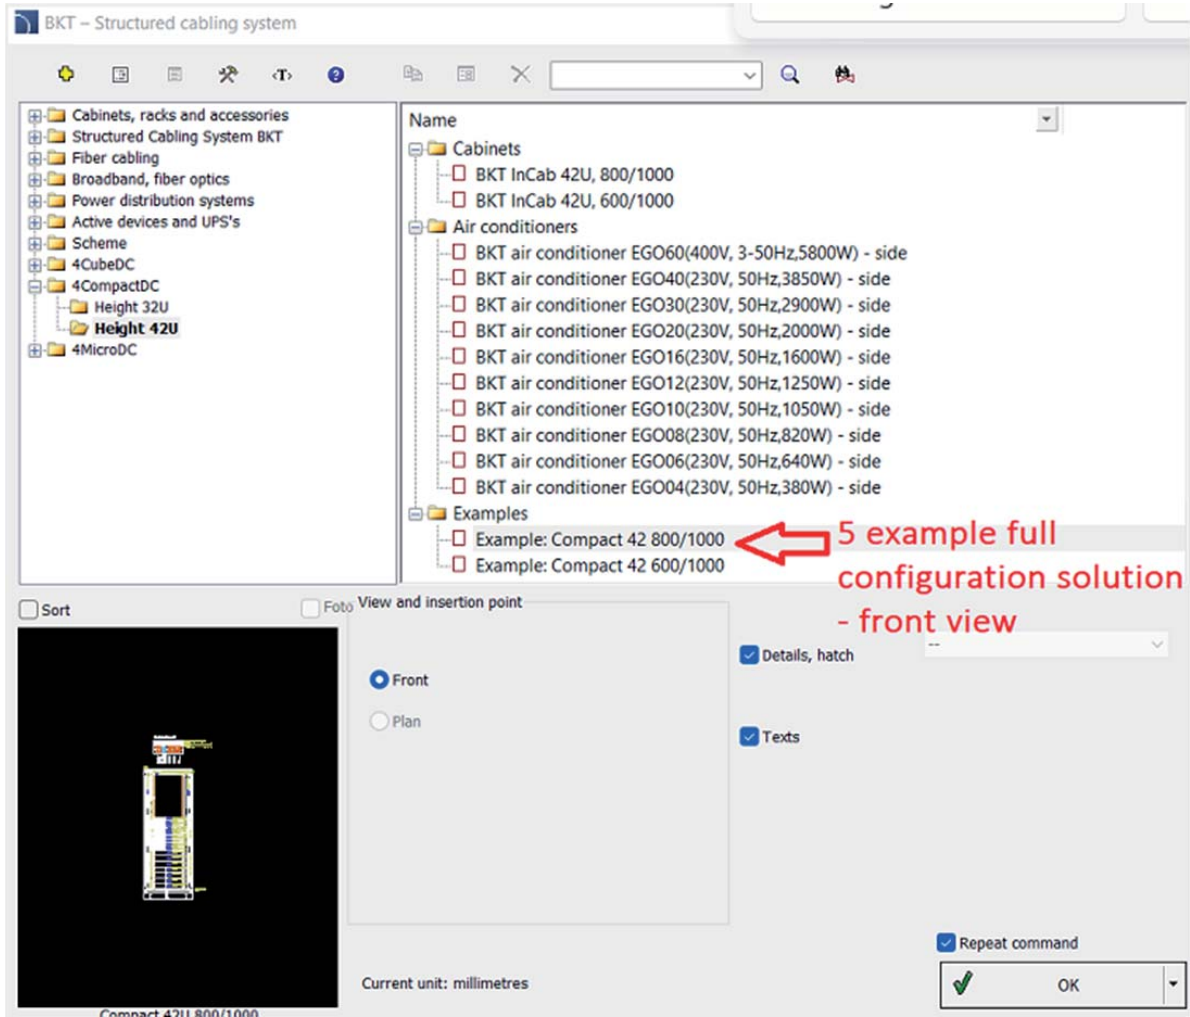 BKT – Structured cabling system
<T>
Cabinets, racks and accessories
Structured Cabling System BKT
Fiber cabling
Broadband, fiber optics
Power distribution systems
Active devices and UPS's
Scheme
4CubeDC
4CompactDC
Height 32U
Height 42U
4MicroDC
Name
Cabinets
BKT InCab 42U, 800/1000
BKT InCab 42U, 600/1000
Air conditioners
BKT air conditioner EGO60(400V, 3-50Hz,5800W) - side
BKT air conditioner EGO40(230V, 50Hz,3850W) - side
BKT air conditioner EGO30(230V, 50Hz,2900W) - side
BKT air conditioner EGO20(230V, 50Hz,2000W) - side
BKT air conditioner EGO16(230V, 50Hz,1600W) - side
BKT air conditioner EGO12(230V, 50Hz,1250W) - side
BKT air conditioner EGO10(230V, 50Hz,1050W) - side
BKT air conditioner EGO08(230V, 50Hz,820W) - side
BKT air conditioner EGO06(230V, 50Hz,640W) - side
BKT air conditioner EGO04(230V, 50Hz,380W) - side
Examples
Example: Compact 42 800/1000
Example: Compact 42 600/1000
5 example full
configuration solution
- front view
Sort
Foto
View and insertion point
Front
Plan
Details, hatch
--
Texts
Repeat command
Current unit: millimetres
OK
Compact 42U 800/1000